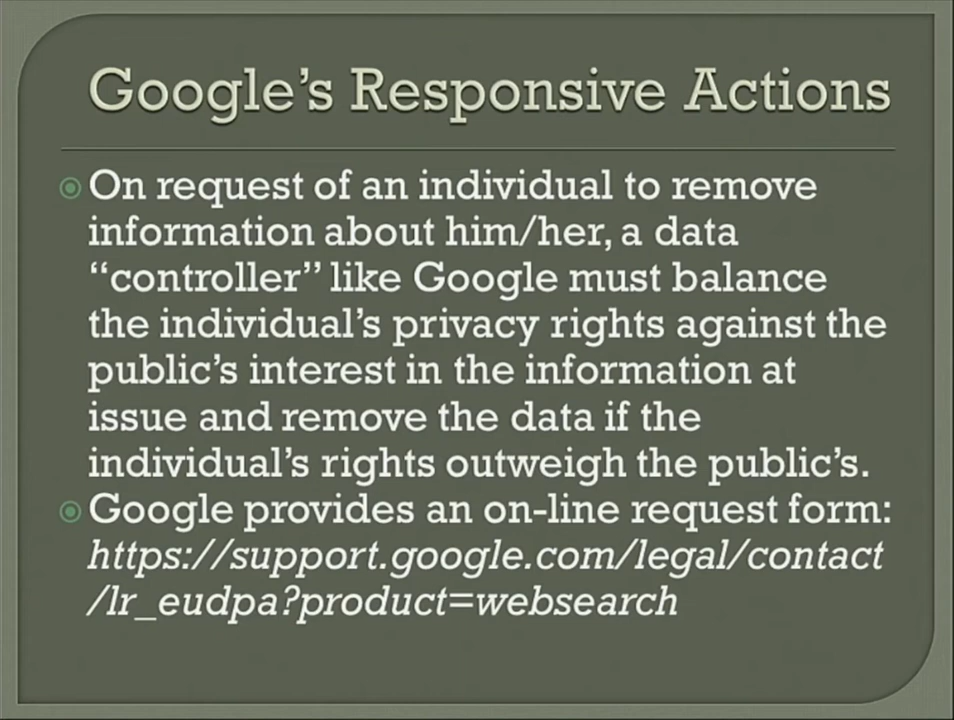 Google’s Responsive Actions
On request of an individual to remove
information about him/her, a data
“controller” like Google must balance
the individual’s privacy rights against the
public’s interest in the information at
issue and remove the data if the
individual’s rights outweigh the public’s.
Google provides an on-line request form:
https://support.google.com/legal/contact
/lr_eudpa?product=websearch